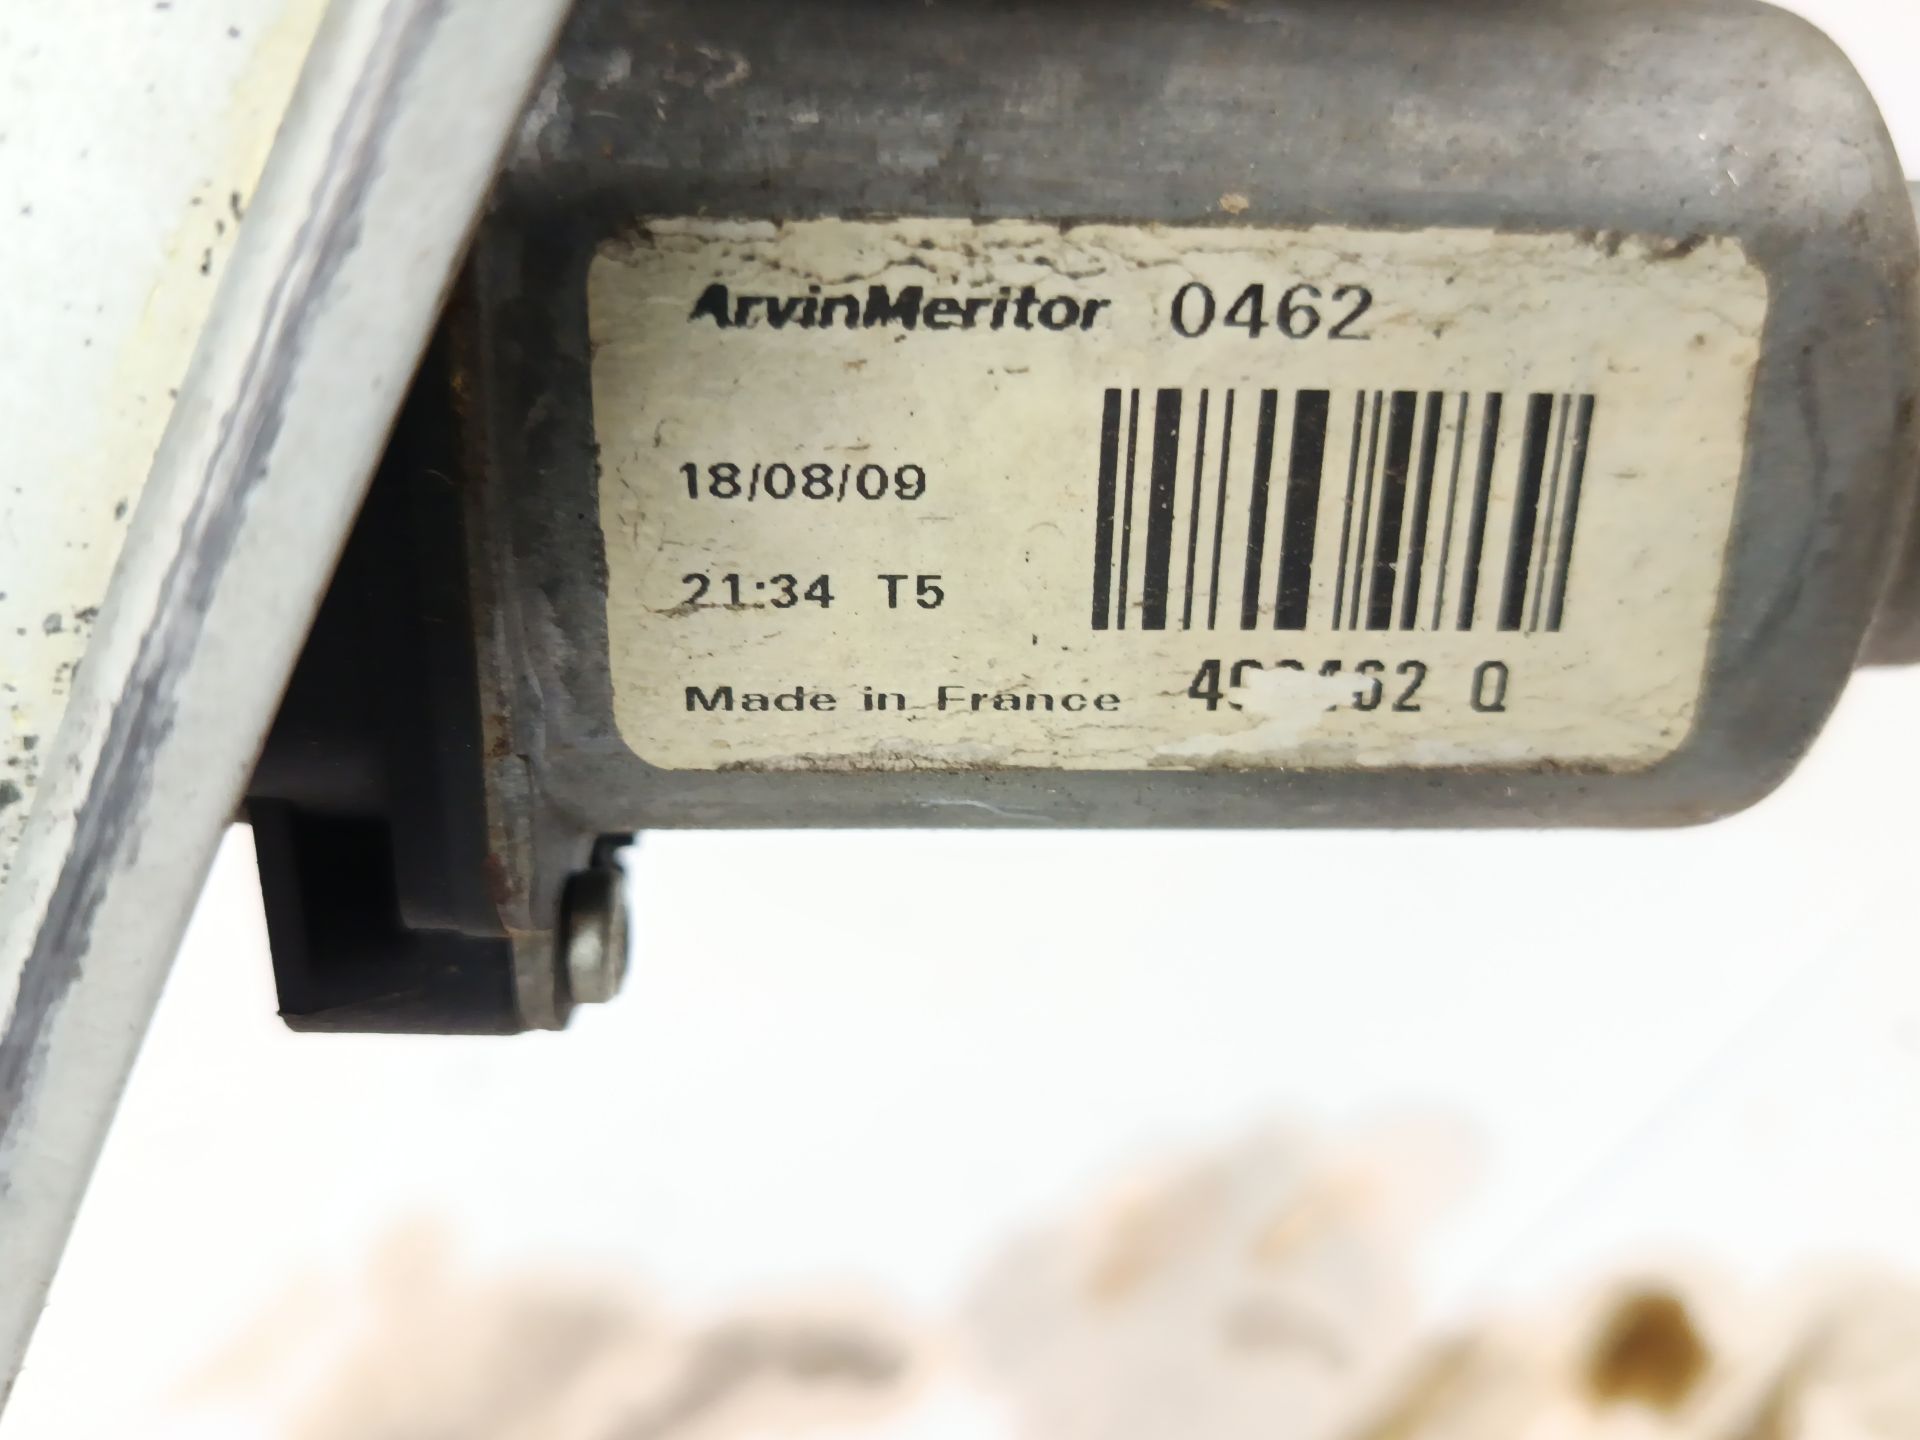 ArvinMeritor 0462
18/08/09
21:34 T5
Made in France Q